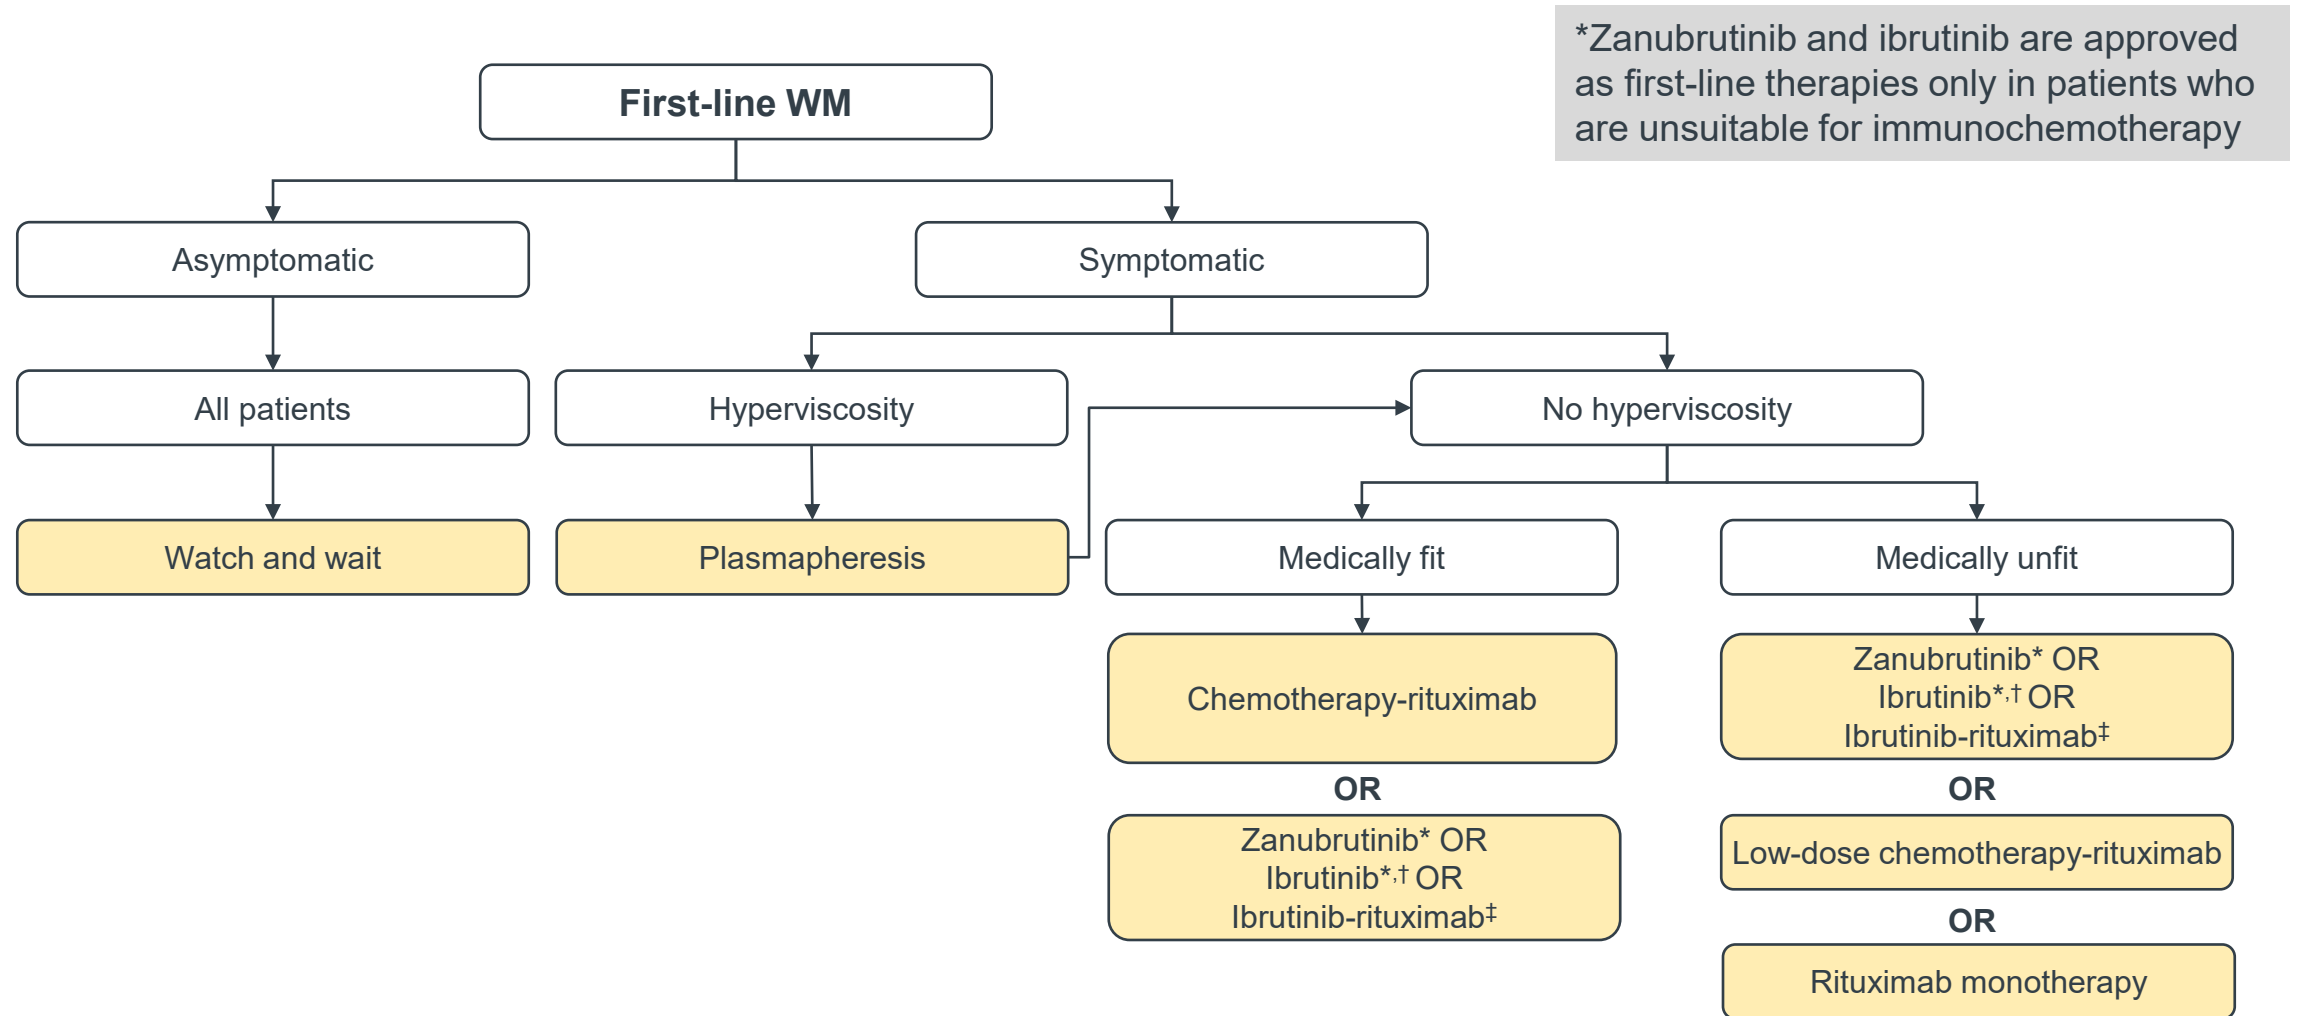 *Zanubrutinib and ibrutinib are approved
as first-line therapies only in patients who
are unsuitable for immunochemotherapy
First-line WM
Asymptomatic
Symptomatic
All patients
Hyperviscosity
No hyperviscosity
Watch and wait
Plasmapheresis
Medically fit
Medically unfit
Chemotherapy-rituximab
OR
Zanubrutinib* OR
Ibrutinib*,† OR
Ibrutinib-rituximab‡
Zanubrutinib* OR
Ibrutinib*,† OR
Ibrutinib-rituximab‡
OR
Low-dose chemotherapy-rituximab
OR
Rituximab monotherapy